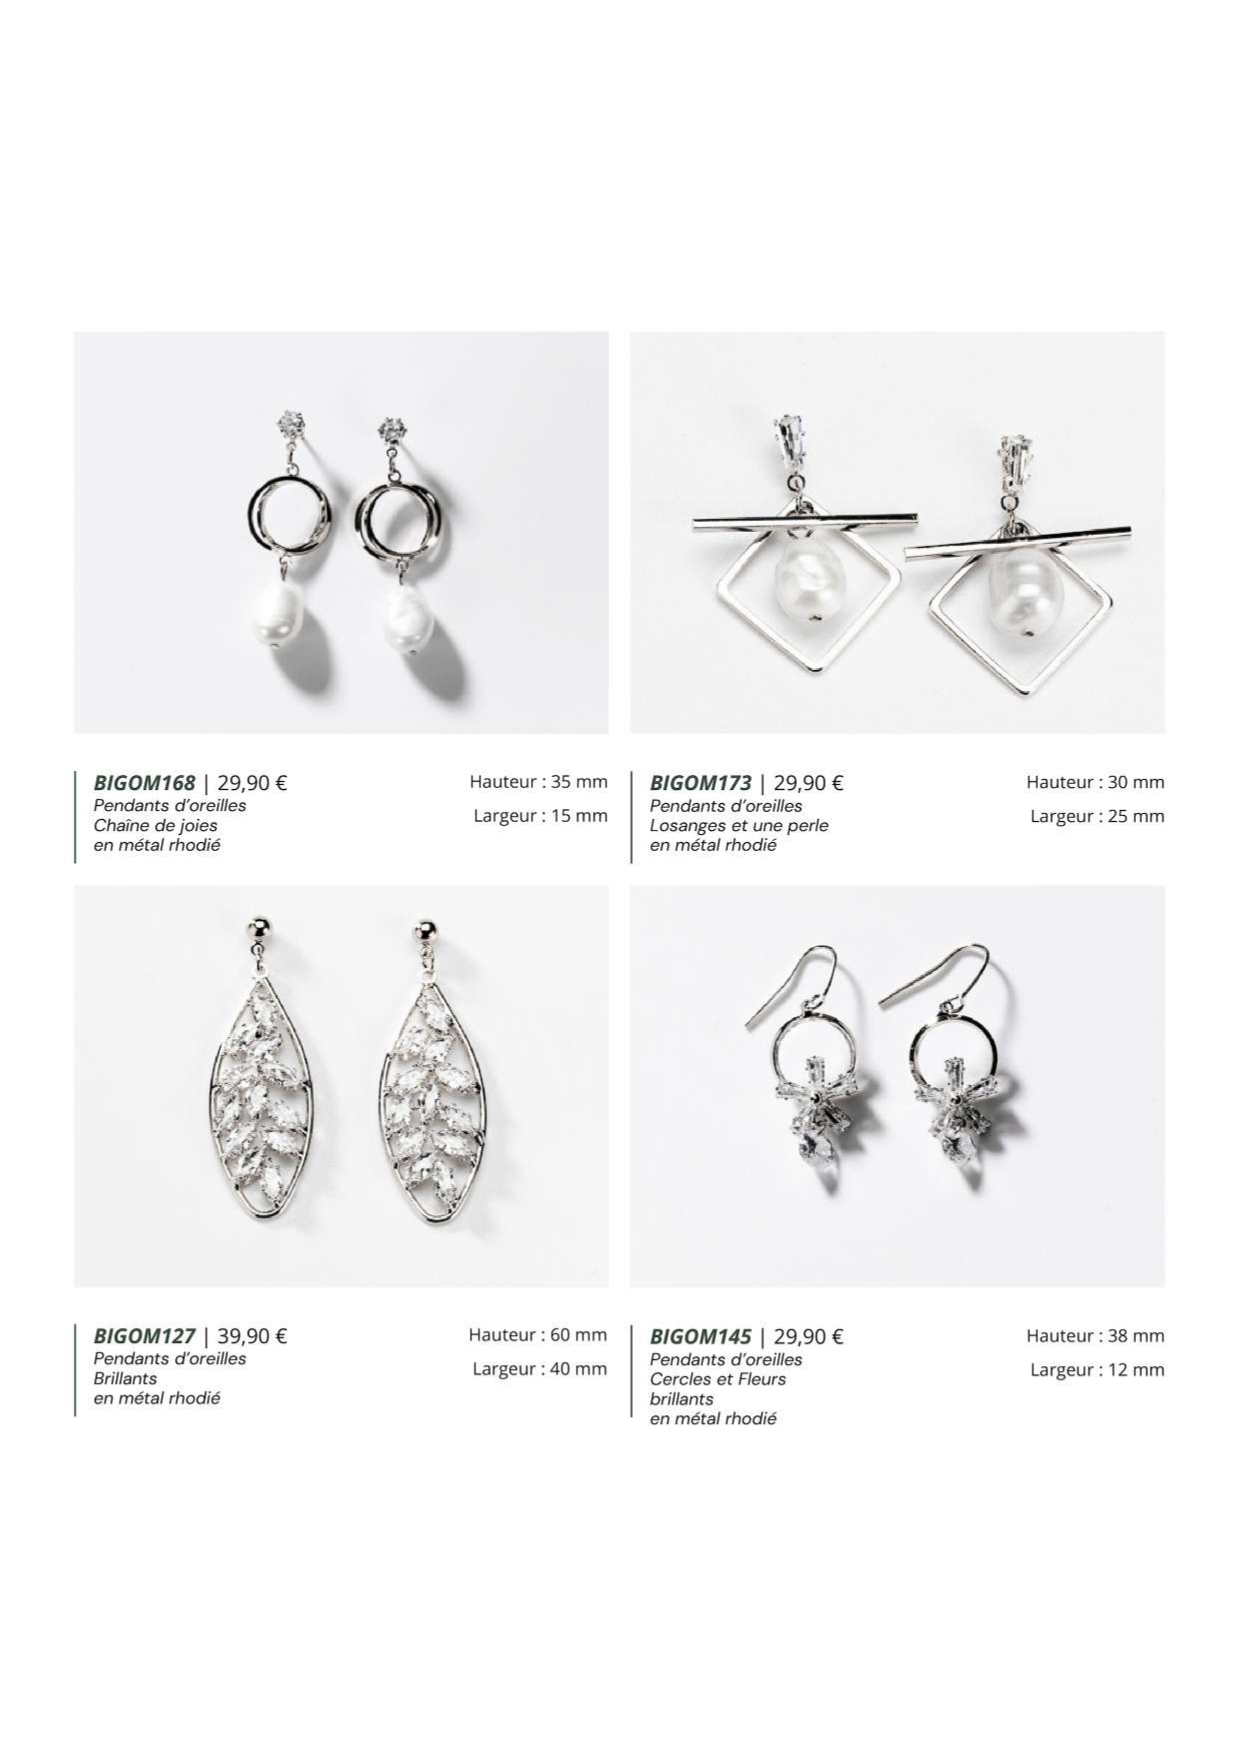 BIGOM168 | 29,90 €
Pendants d’oreilles
Chaîne de joies
en métal rhodié
Hauteur : 35 mm
Largeur : 15 mm
BIGOM173 | 29,90 €
Pendants d’oreilles
Losanges et une perle
en métal rhodié
Hauteur : 30 mm
Largeur : 25 mm
BIGOM127 | 39,90 €
Pendants d’oreilles
Brillants
en métal rhodié
Hauteur : 60 mm
Largeur : 40 mm
BIGOM145 | 29,90 €
Pendants d’oreilles
Cercles et Fleurs
brillants
en métal rhodié
Hauteur : 38 mm
Largeur : 12 mm